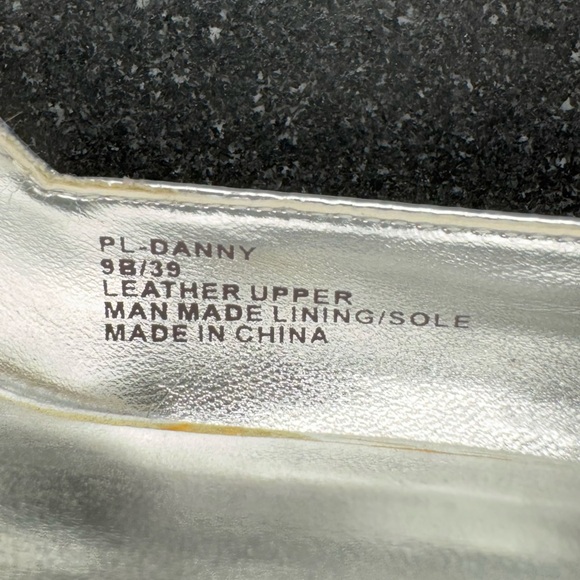 PL-DANNY
9B/39
LEATHER UPPER
MAN MADE LINING/SOLE
MADE IN CHINA